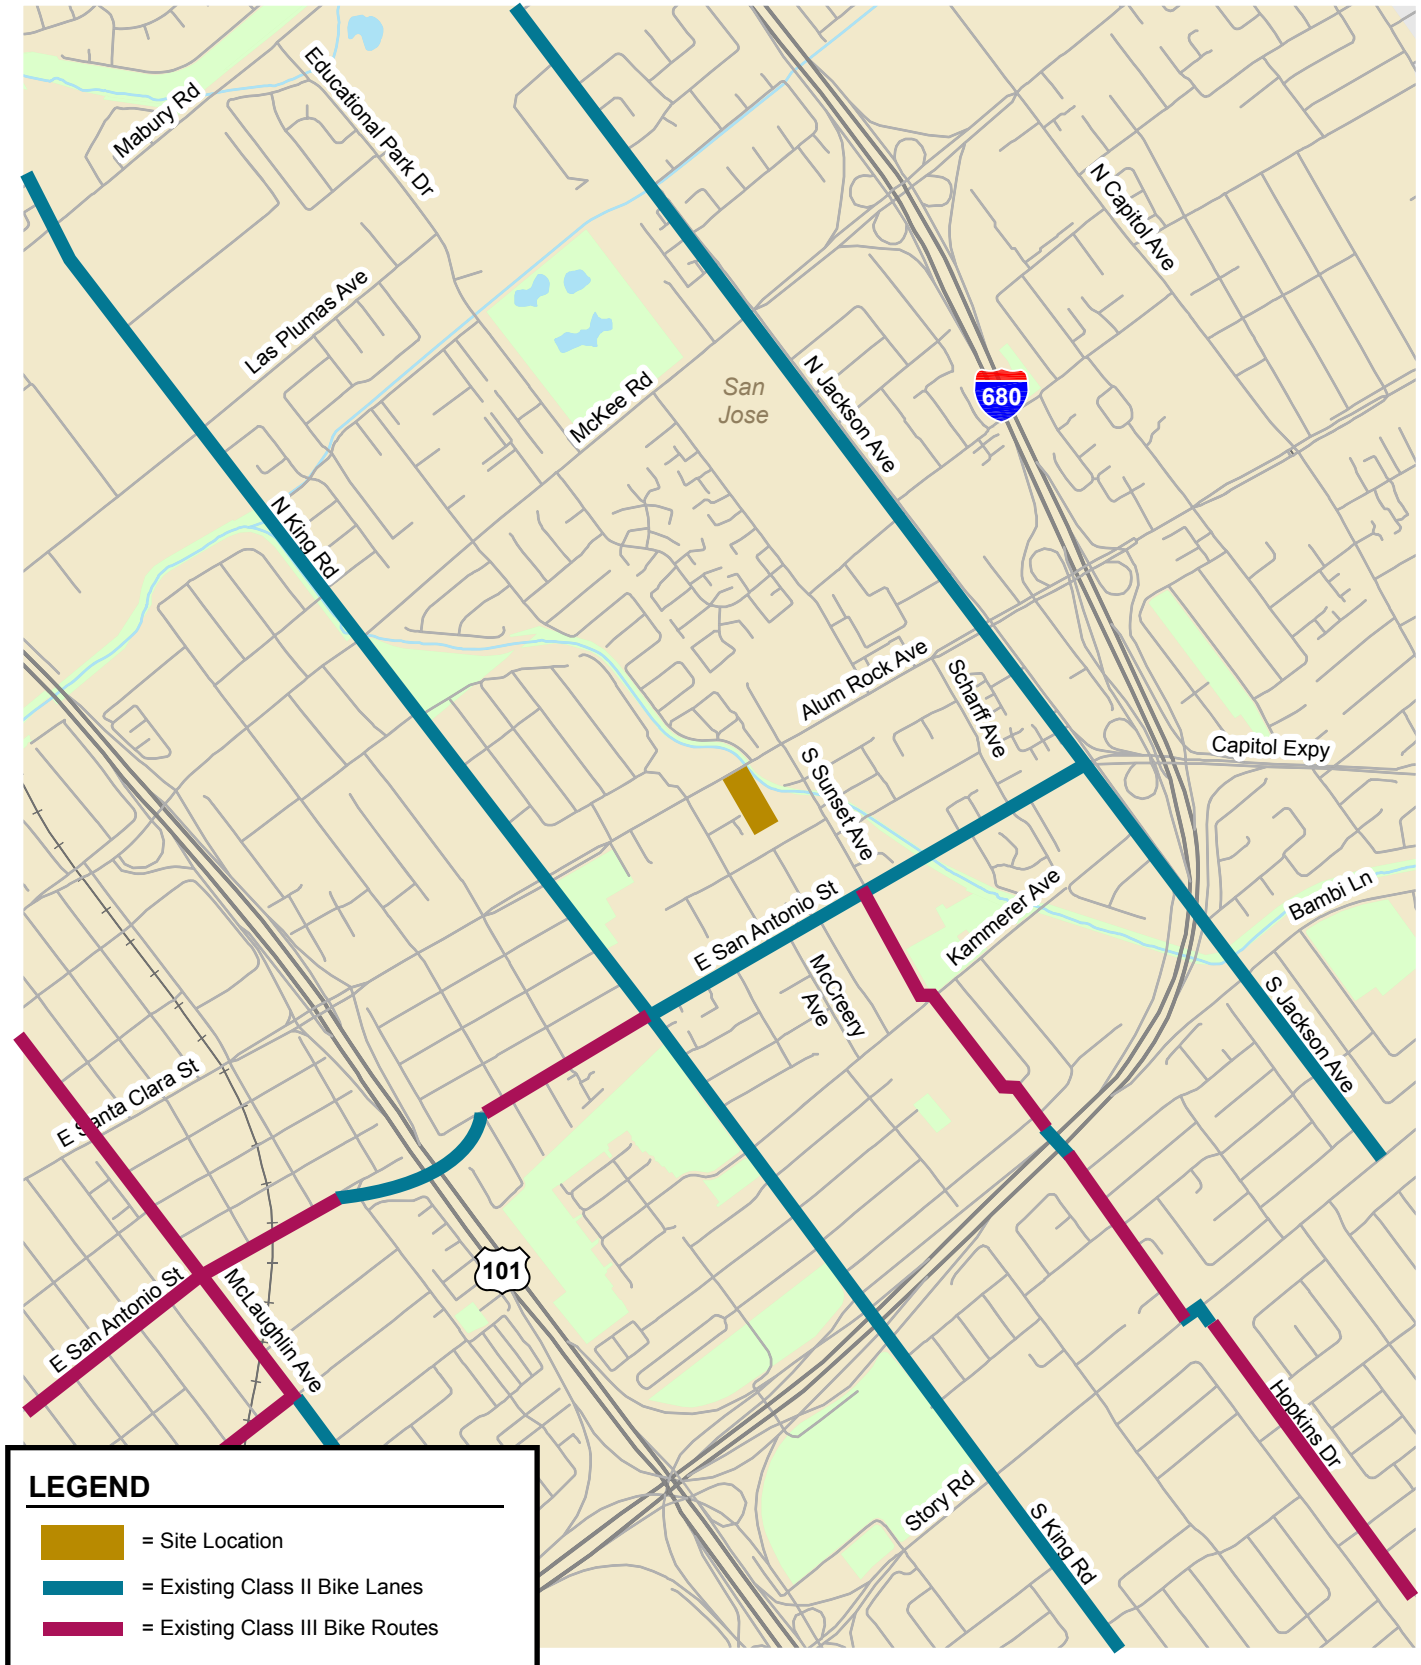 Mabury Rd
Educational Park Dr
N Capitol Ave
Las Plumas Ave
McKee Rd
San
Jose
N Jackson Ave
680
N King Rd
Alum Rock Ave
Scharff Ave
Capitol Expy
S Sunset Ave
E San Antonio St
Kammerer Ave
Bambi Ln
McCreery
Ave
S Jackson Ave
E Santa Clara St
101
E San Antonio St
McLaughlin Ave
Hopkins Dr
Story Rd
S King Rd
LEGEND
= Site Location
= Existing Class II Bike Lanes
= Existing Class III Bike Routes